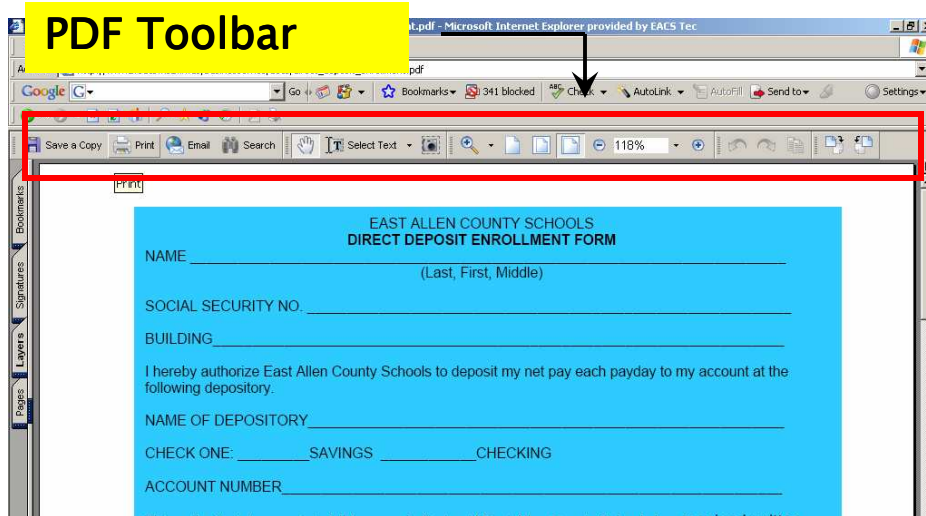 PDF Toolbar
t.pdf - Microsoft Internet Explorer provided by EACS Tec
pdf
Google G Go Bookmarks 341 blocked ABC Check AutoLink AutoFill Send to Settings
Save a Copy Print Email Search Select Text 118%
Print
Bookmarks
Signatures
Layers
Pages
EAST ALLEN COUNTY SCHOOLS
DIRECT DEPOSIT ENROLLMENT FORM
NAME
(Last, First, Middle)
SOCIAL SECURITY NO.
BUILDING
I hereby authorize East Allen County Schools to deposit my net pay each payday to my account at the
following depository.
NAME OF DEPOSITORY
CHECK ONE: SAVINGS CHECKING
ACCOUNT NUMBER